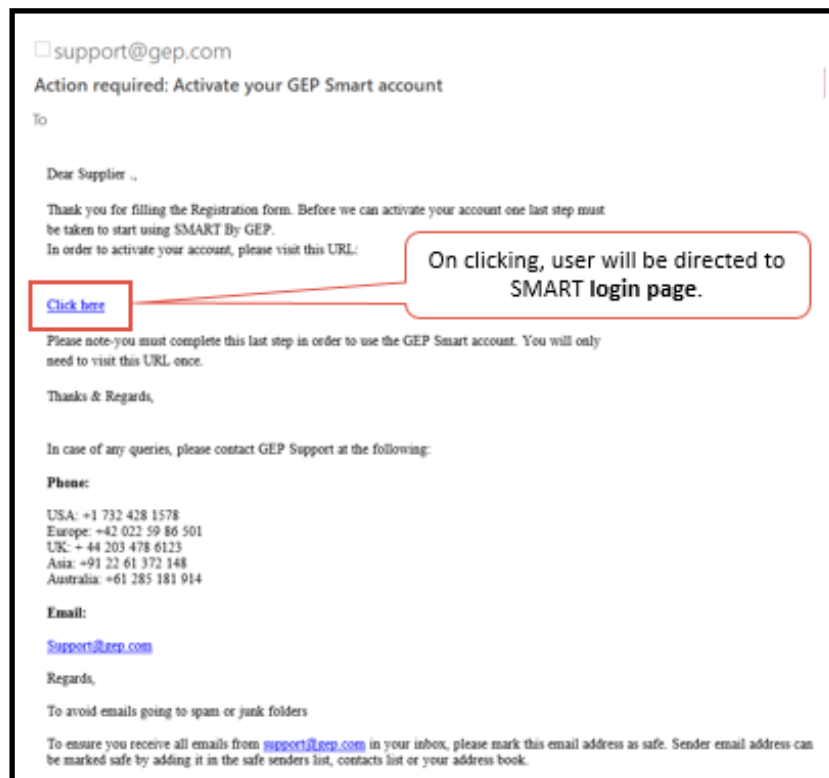 support@gep.com
Action required: Activate your GEP Smart account
To
Dear Supplier .,
Thank you for filling the Registration form. Before we can activate your account one last step must
be taken to start using SMART By GEP.
In order to activate your account, please visit this URL:
On clicking, user will be directed to
SMART login page.
Click here
Please note-you must complete this last step in order to use the GEP Smart account. You will only
need to visit this URL once.
Thanks & Regards,
In case of any queries, please contact GEP Support at the following:
Phone:
USA: +1 732 428 1578
Europe: +42 022 59 86 501
UK: + 44 203 478 6123
Asia: +91 22 61 372 148
Australia: +61 285 181 914
Email:
Support@gep.com
Regards,
To avoid emails going to spam or junk folders
To ensure you receive all emails from support@gep.com in your inbox, please mark this email address as safe. Sender email address can
be marked safe by adding it in the safe senders list, contacts list or your address book.